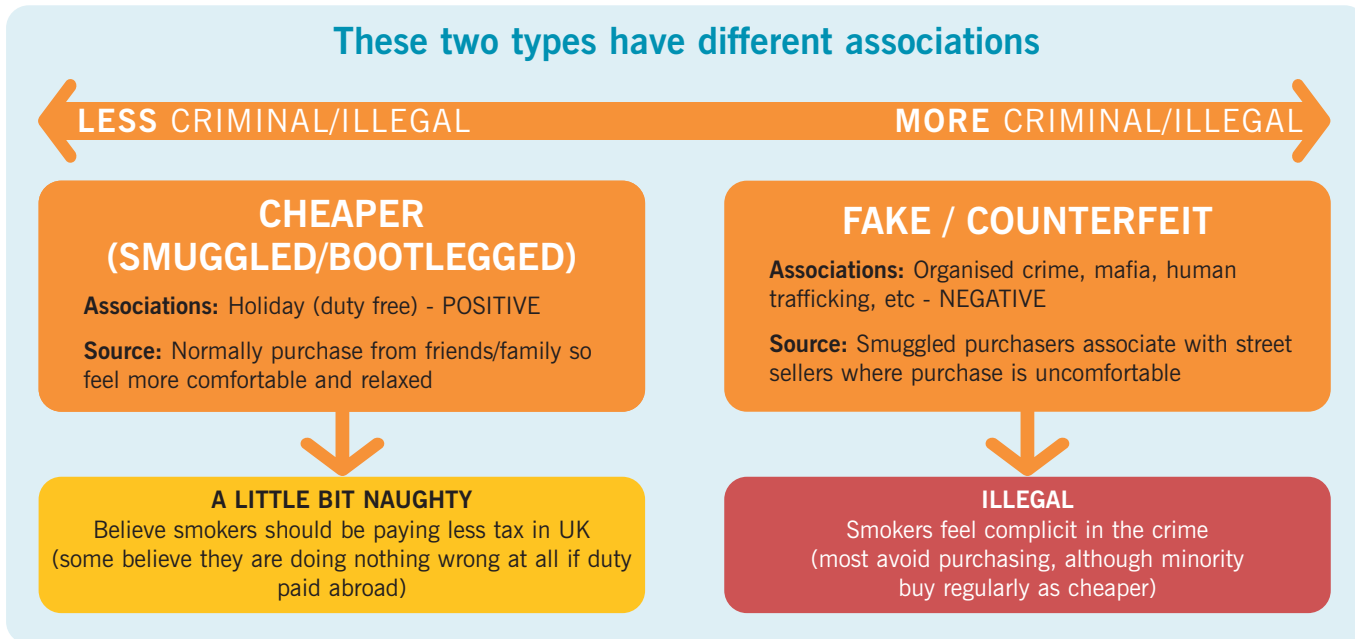 These two types have different associations
LESS CRIMINAL/ILLEGAL
MORE CRIMINAL/ILLEGAL
CHEAPER
(SMUGGLED/BOOTLEGGED)
Associations: Holiday (duty free) - POSITIVE
Source: Normally purchase from friends/family so
feel more comfortable and relaxed
FAKE / COUNTERFEIT
Associations: Organised crime, mafia, human
trafficking, etc - NEGATIVE
Source: Smuggled purchasers associate with street
sellers where purchase is uncomfortable
A LITTLE BIT NAUGHTY
Believe smokers should be paying less tax in UK
(some believe they are doing nothing wrong at all if duty
paid abroad)
ILLEGAL
Smokers feel complicit in the crime
(most avoid purchasing, although minority
buy regularly as cheaper)